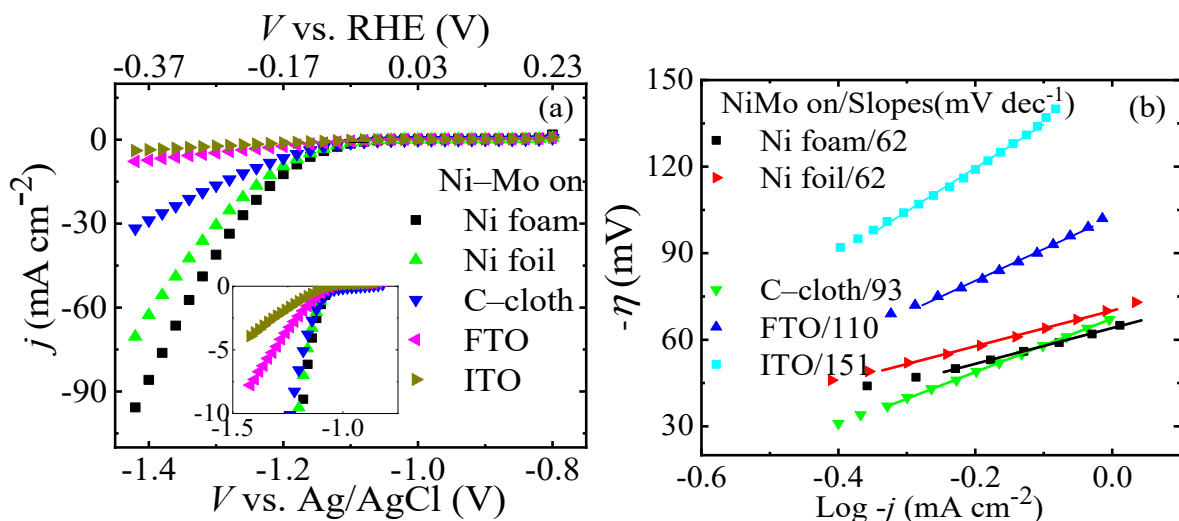 V vs. RHE (V)
-0.37 -0.17 0.03 0.23
(a)
0
-30
-60
-90
j (mA cm⁻²)
Ni–Mo on
Ni foam
Ni foil
C–cloth
FTO
ITO
0
-5
-10
-1.5 -1.0
-1.4 -1.2 -1.0 -0.8
V vs. Ag/AgCl (V)
150
120
90
60
30
-η (mV)
NiMo on/Slopes(mV dec⁻¹)
(b)
Ni foam/62
Ni foil/62
C–cloth/93
FTO/110
ITO/151
-0.6 -0.4 -0.2 0.0
Log -j (mA cm⁻²)